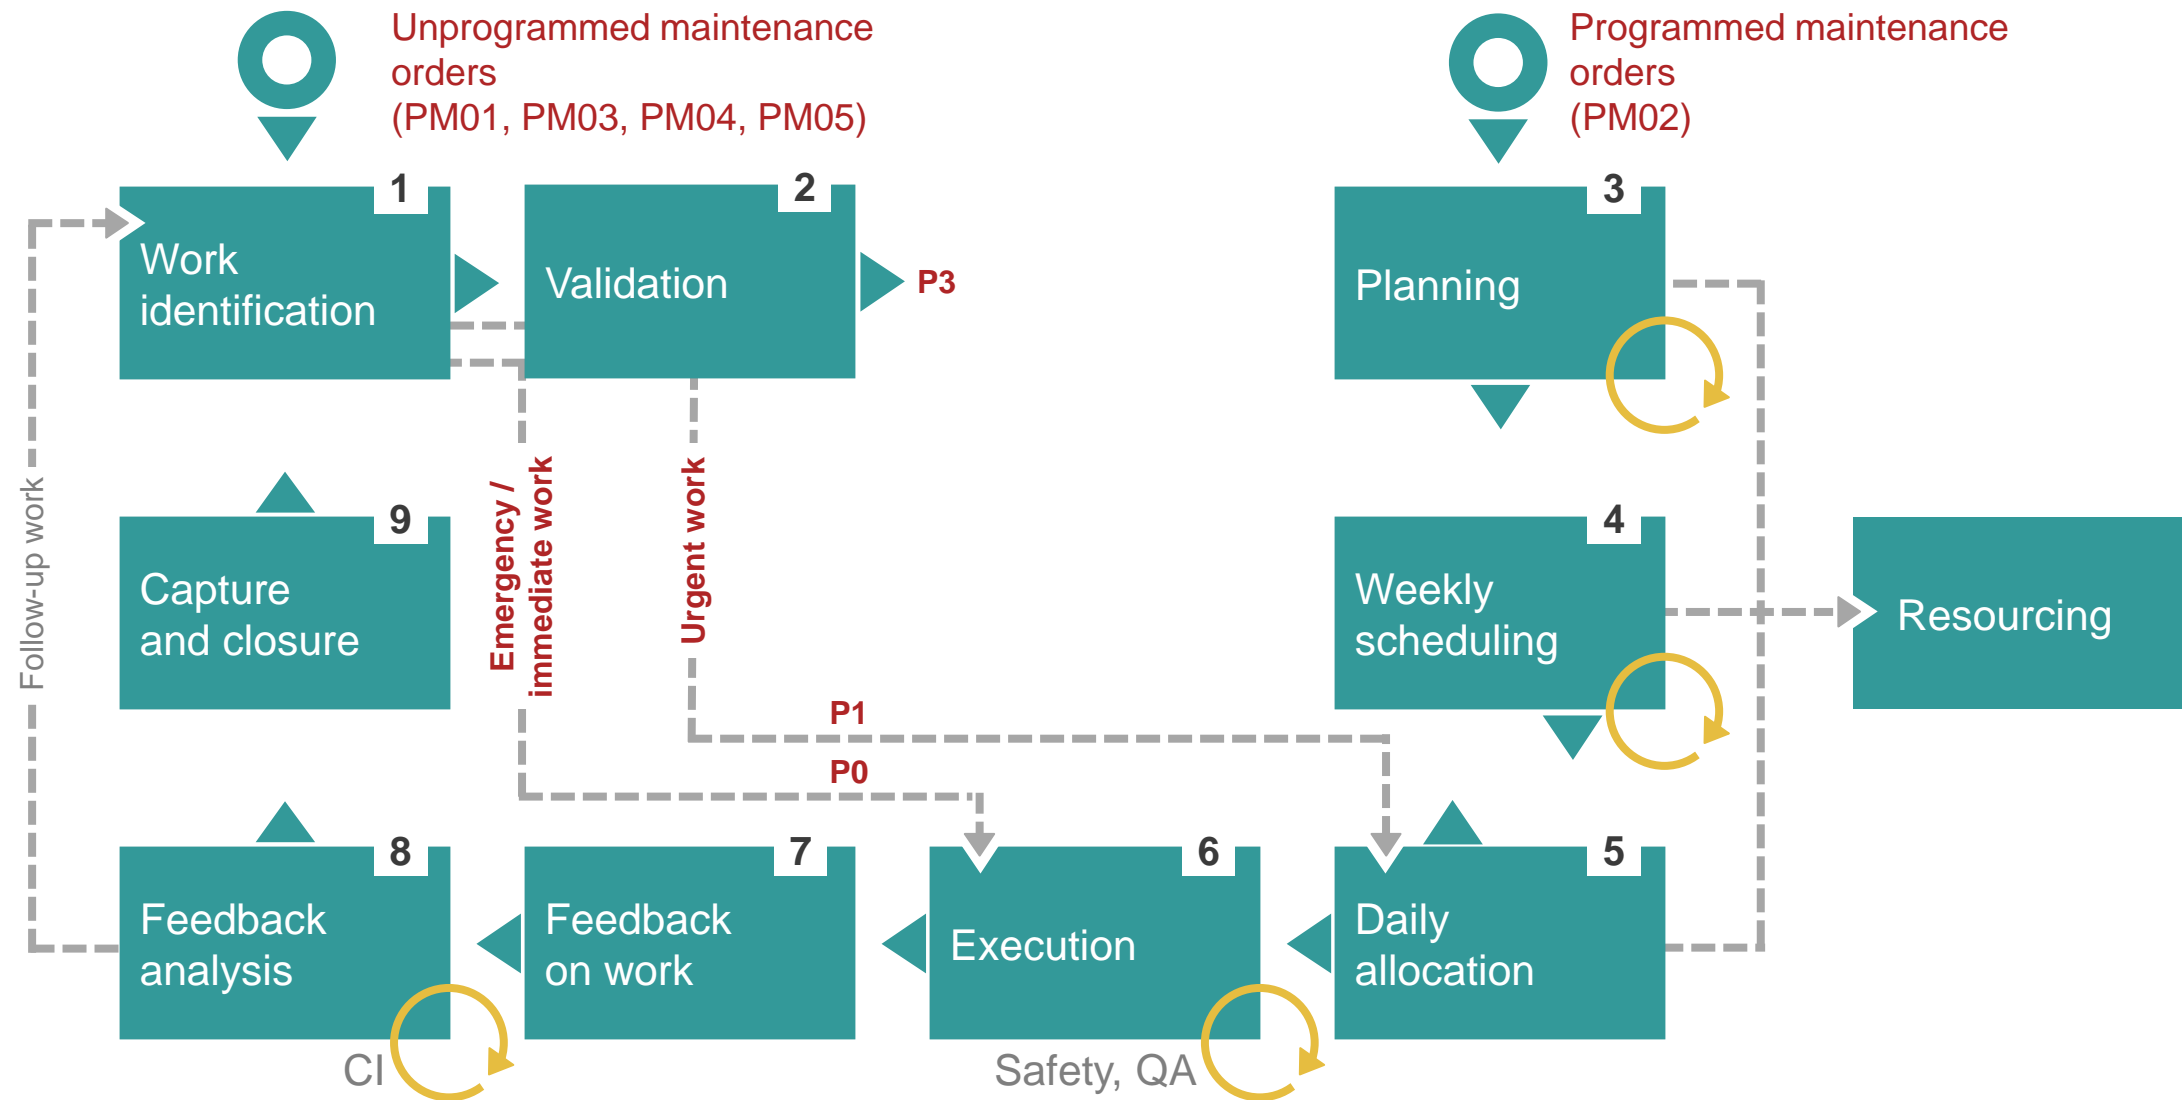 Unprogrammed maintenance
orders
(PM01, PM03, PM04, PM05)
Programmed maintenance
orders
(PM02)
1
Work
identification
2
Validation
P3
3
Planning
Follow-up work
9
Capture
and closure
Emergency /
immediate work
Urgent work
4
Weekly
scheduling
Resourcing
P1
P0
8
Feedback
analysis
7
Feedback
on work
6
Execution
5
Daily
allocation
CI
Safety, QA